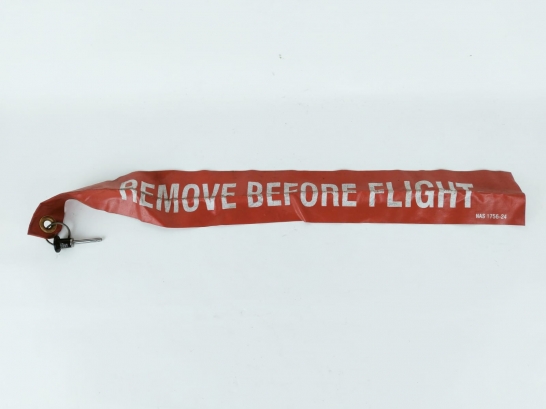 REMOVE BEFORE FLIGHT
NAS 1756-24